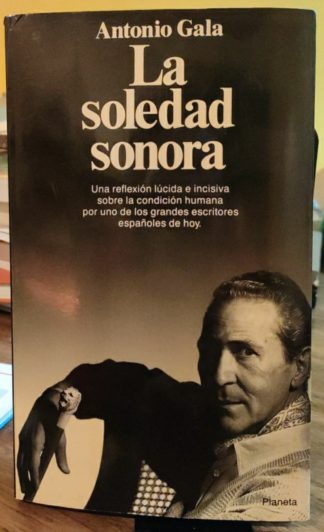 Antonio Gala
La
soledad
sonora
Una reflexión lúcida e incisiva
sobre la condición humana
por uno de los grandes escritores
españoles de hoy.
Planeta